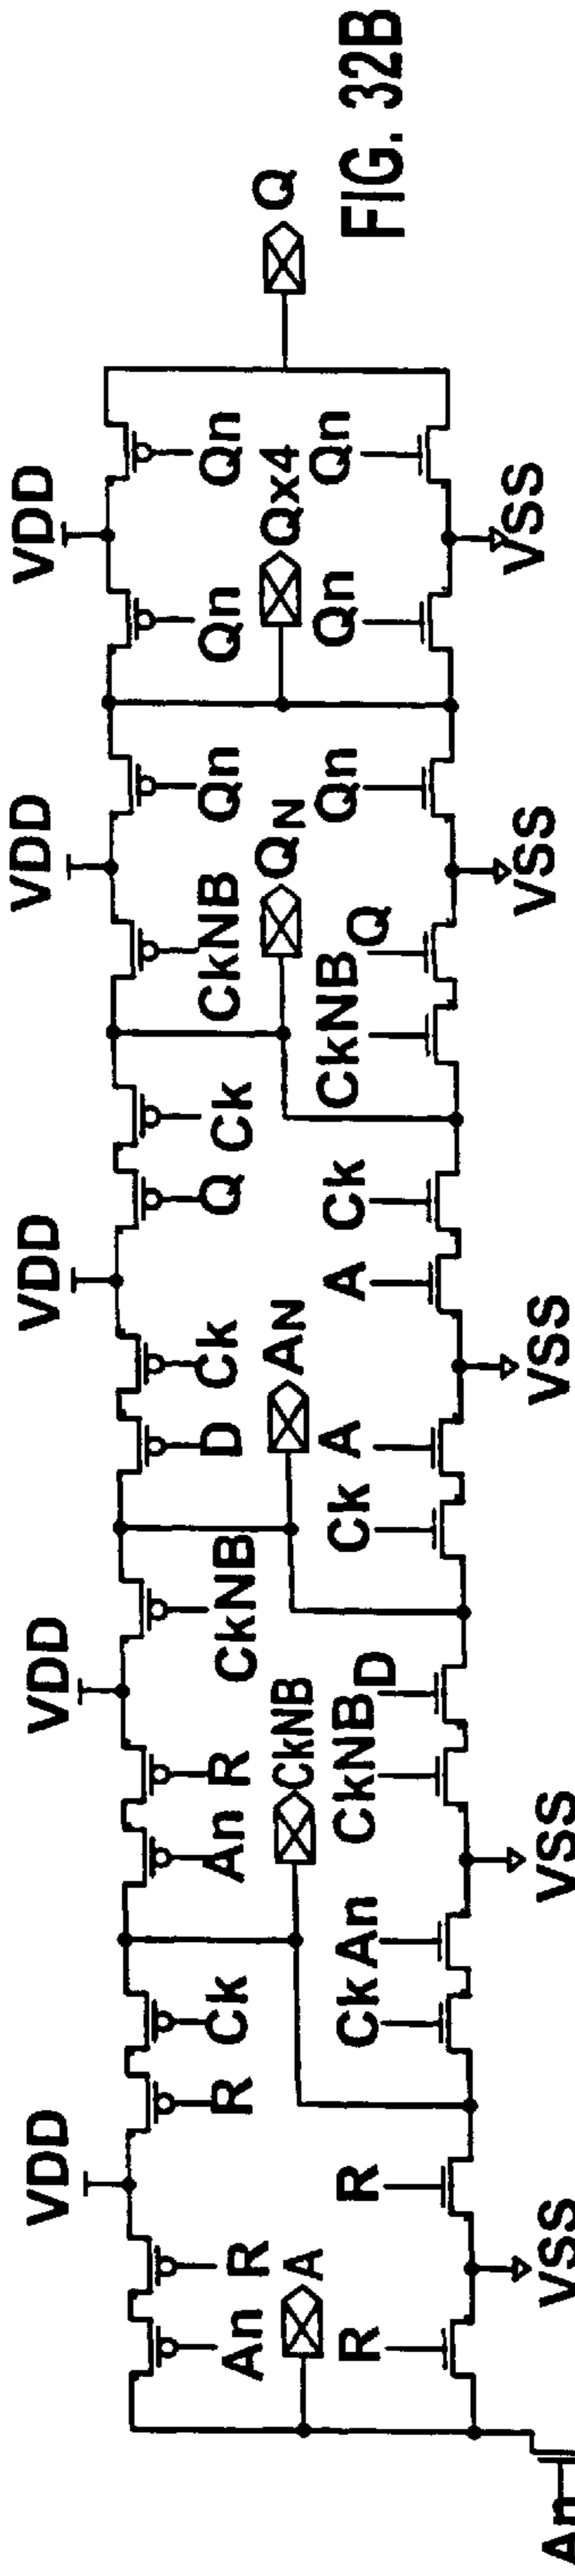 VDD VDD VDD VDD VDD
An R R Ck An R CkNB D Ck Q Ck CkNB Qn Qn Qn
A CkNB AN QN Qx4 Q
R R Ck An CkNB D Ck A A Ck CkNB Q Qn Qn Qn
VSS VSS VSS VSS VSS
An
FIG. 32B